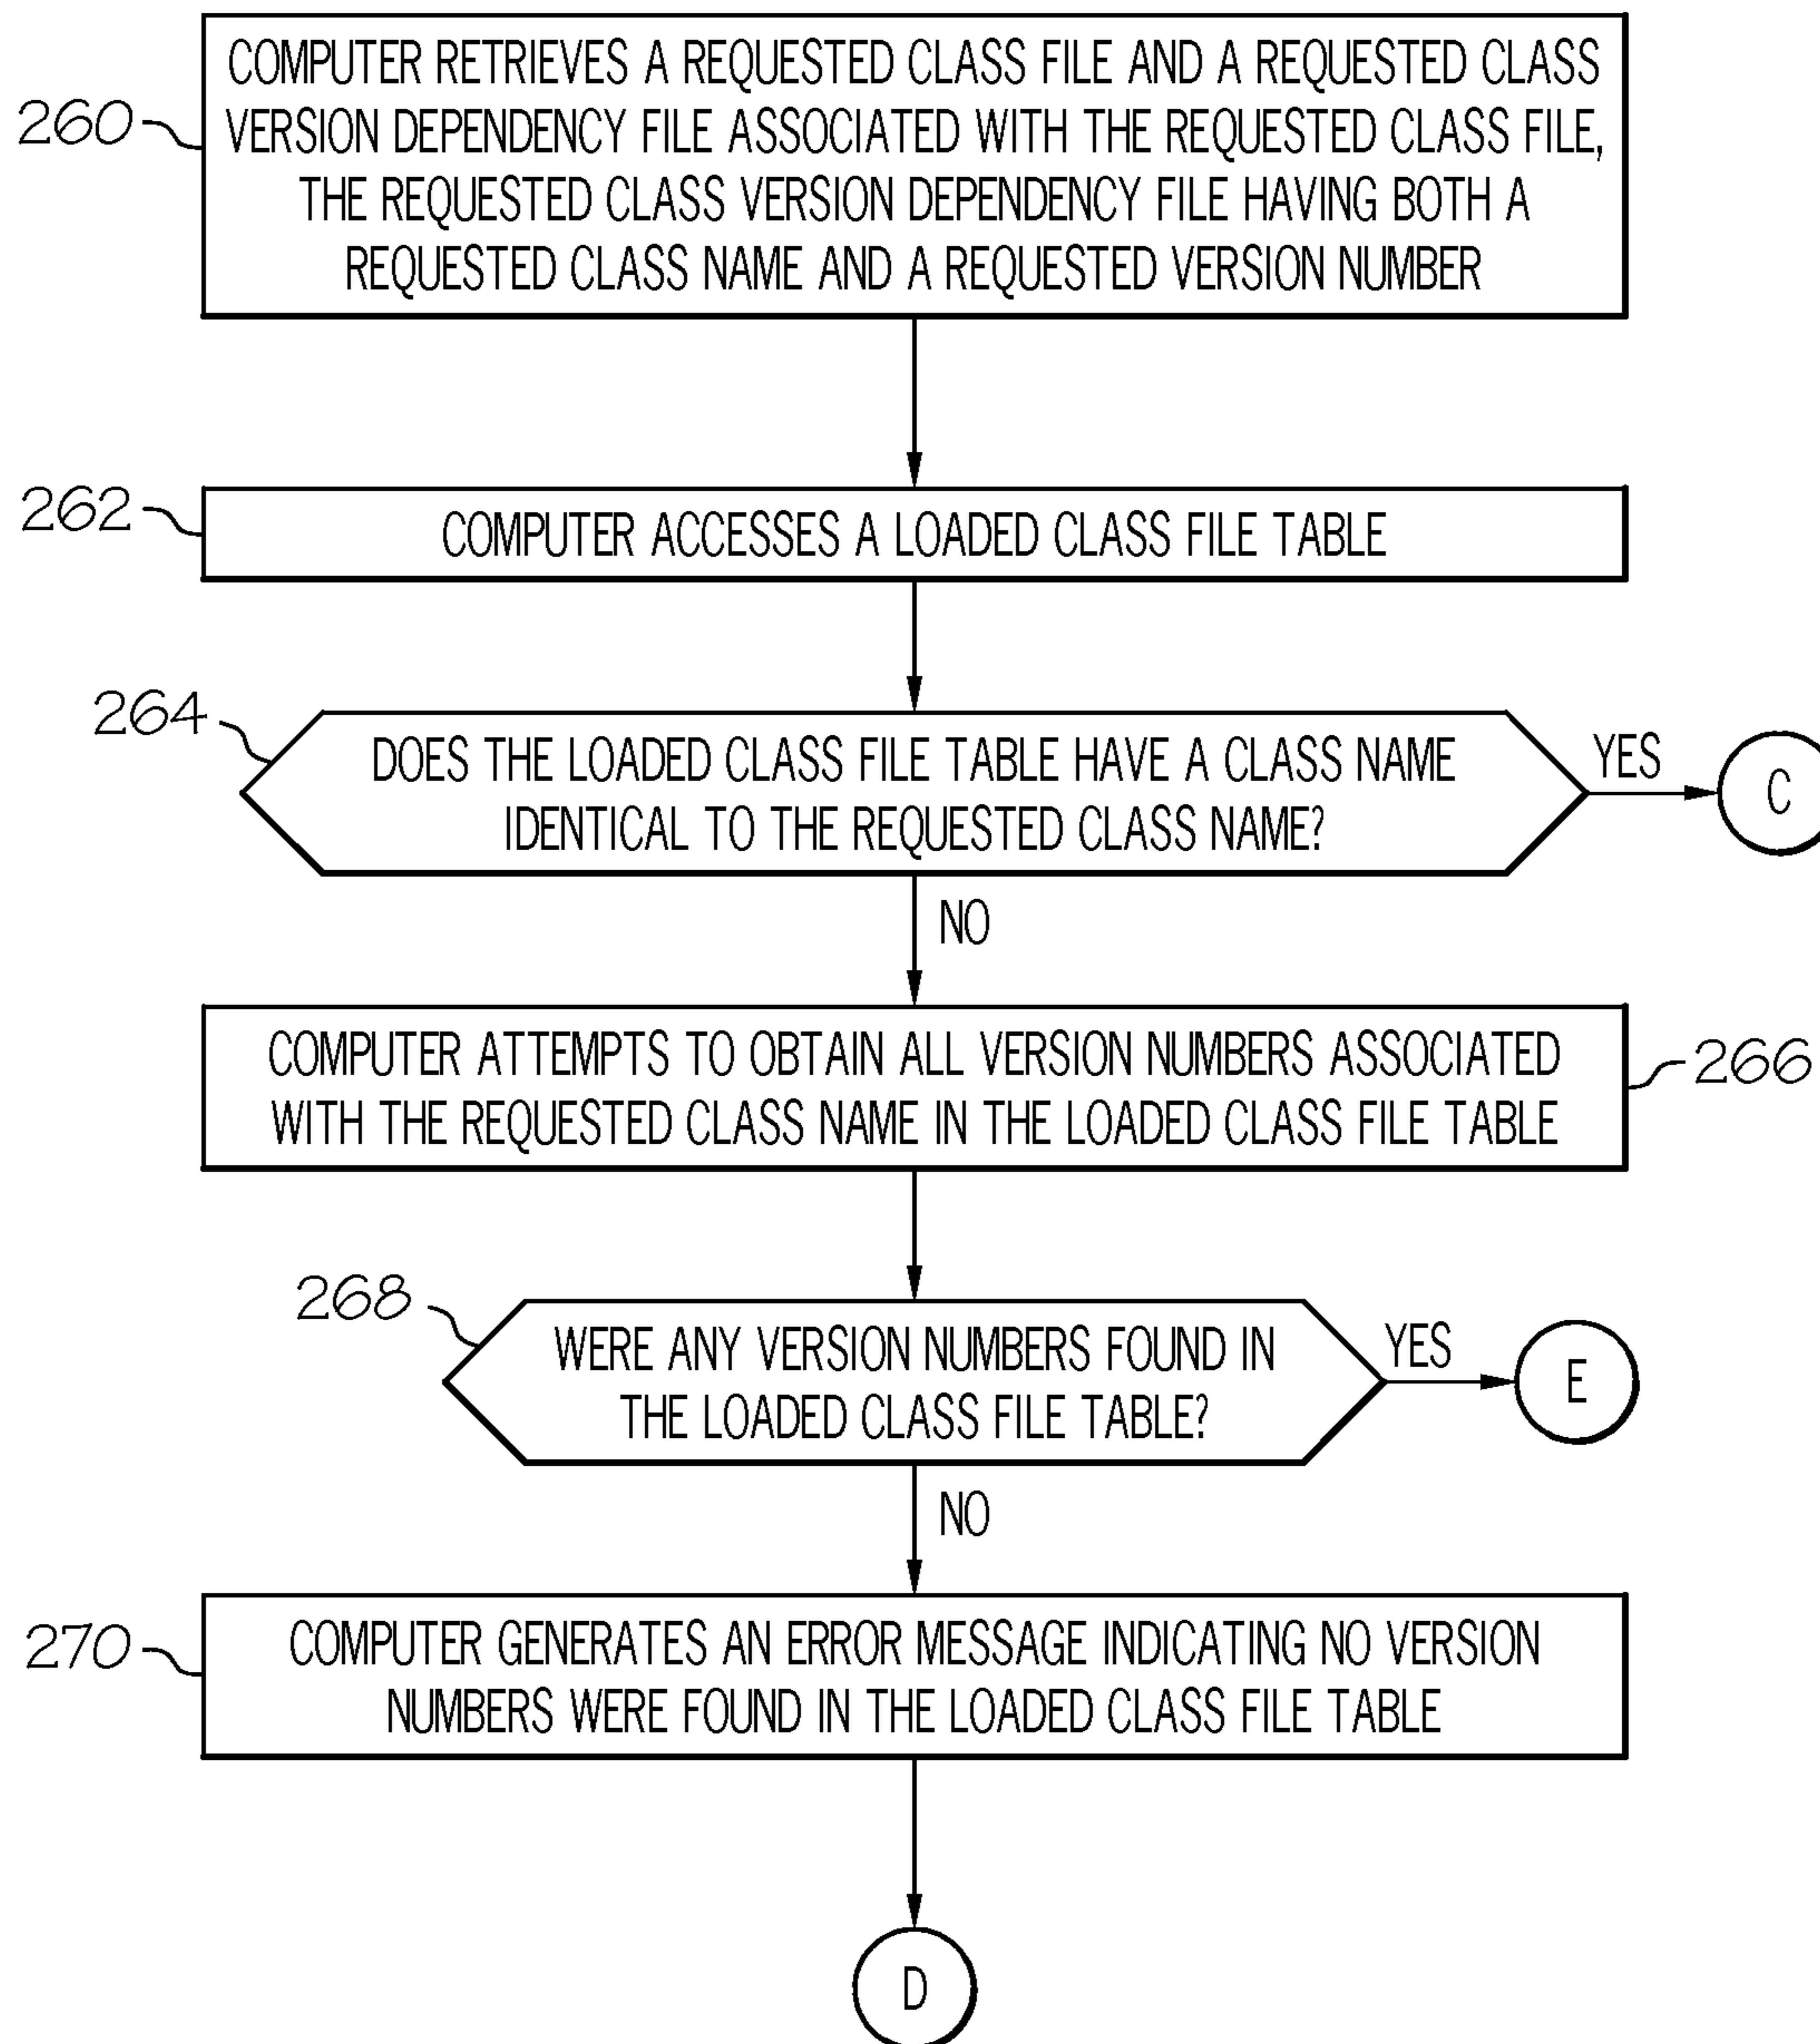 260
COMPUTER RETRIEVES A REQUESTED CLASS FILE AND A REQUESTED CLASS
VERSION DEPENDENCY FILE ASSOCIATED WITH THE REQUESTED CLASS FILE,
THE REQUESTED CLASS VERSION DEPENDENCY FILE HAVING BOTH A
REQUESTED CLASS NAME AND A REQUESTED VERSION NUMBER
262
COMPUTER ACCESSES A LOADED CLASS FILE TABLE
264
DOES THE LOADED CLASS FILE TABLE HAVE A CLASS NAME
IDENTICAL TO THE REQUESTED CLASS NAME?
YES
C
NO
COMPUTER ATTEMPTS TO OBTAIN ALL VERSION NUMBERS ASSOCIATED
WITH THE REQUESTED CLASS NAME IN THE LOADED CLASS FILE TABLE
266
268
WERE ANY VERSION NUMBERS FOUND IN
THE LOADED CLASS FILE TABLE?
YES
E
NO
270
COMPUTER GENERATES AN ERROR MESSAGE INDICATING NO VERSION
NUMBERS WERE FOUND IN THE LOADED CLASS FILE TABLE
D